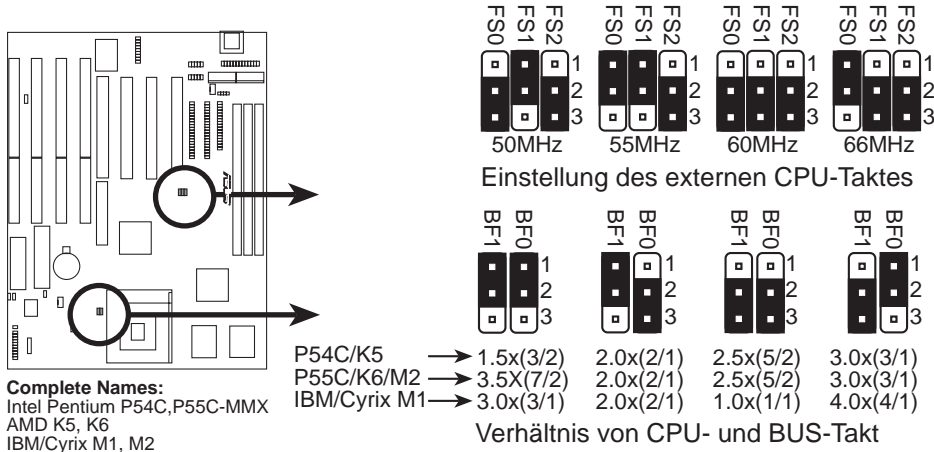 FS0 FS1 FS2
1
2
3
50MHz
FS0 FS1 FS2
1
2
3
55MHz
FS0 FS1 FS2
1
2
3
60MHz
FS0 FS1 FS2
1
2
3
66MHz
Einstellung des externen CPU-Taktes
BF1 BF0
1
2
3
BF1 BF0
1
2
3
BF1 BF0
1
2
3
BF1 BF0
1
2
3
P54C/K5 1.5x(3/2) 2.0x(2/1) 2.5x(5/2) 3.0x(3/1)
P55C/K6/M2 3.5X(7/2) 2.0x(2/1) 2.5x(5/2) 3.0x(3/1)
IBM/Cyrix M1 3.0x(3/1) 2.0x(2/1) 1.0x(1/1) 4.0x(4/1)
Verhältnis von CPU- und BUS-Takt
Complete Names:
Intel Pentium P54C,P55C-MMX
AMD K5, K6
IBM/Cyrix M1, M2